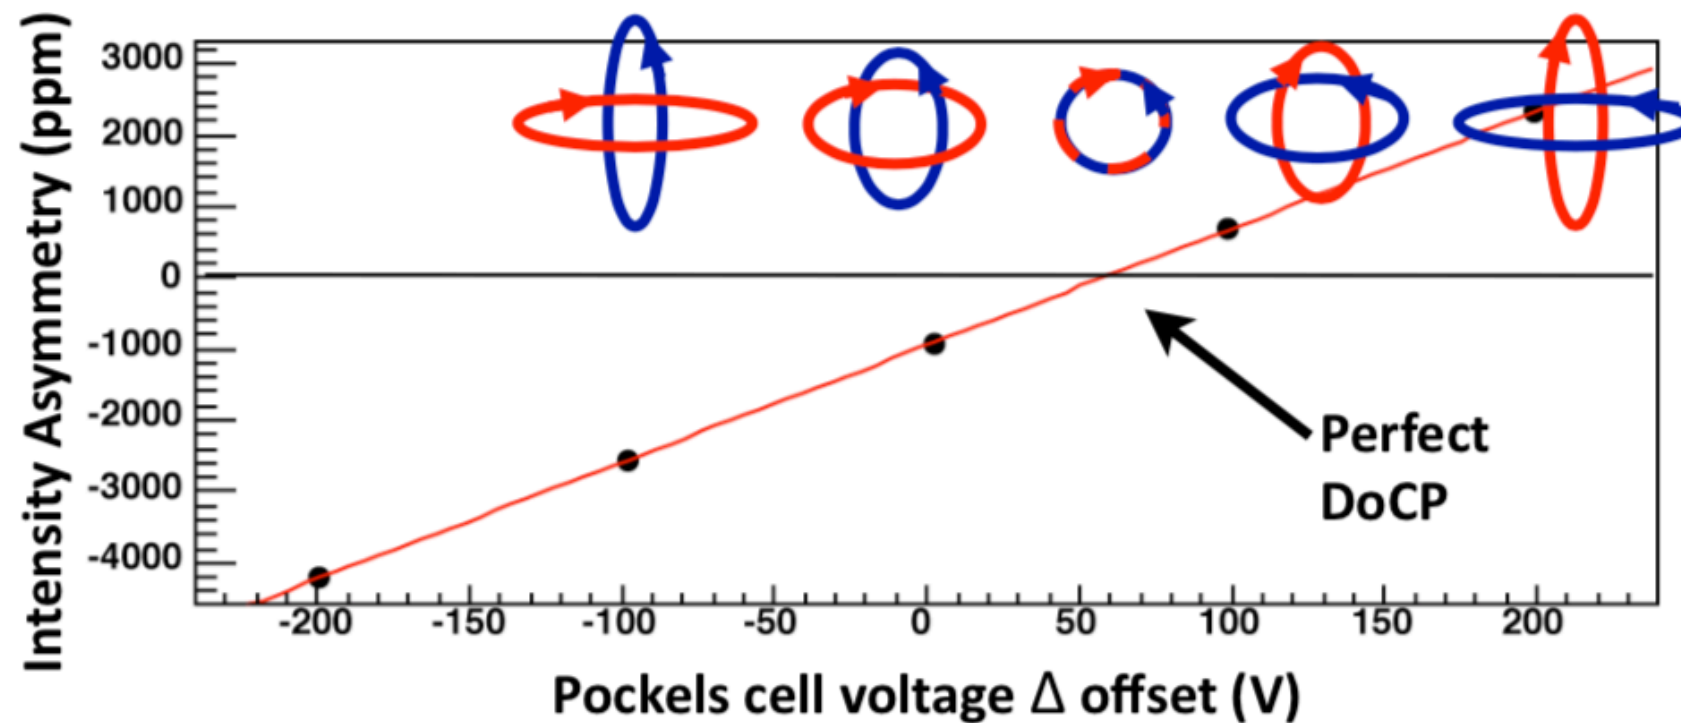 Intensity Asymmetry (ppm)
3000
2000
1000
0
-1000
-2000
-3000
-4000
Perfect
DoCP
-200 -150 -100 -50 0 50 100 150 200
Pockels cell voltage Δ offset (V)